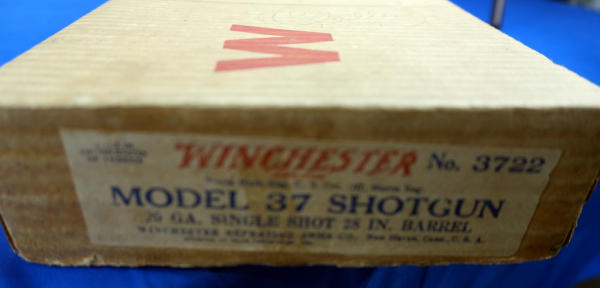 W
WINCHESTER No. 3722
MODEL 37 SHOTGUN
20 GA. SINGLE SHOT 28 IN. BARREL
WINCHESTER REPEATING ARMS CO., New Haven, Conn., U.S.A.